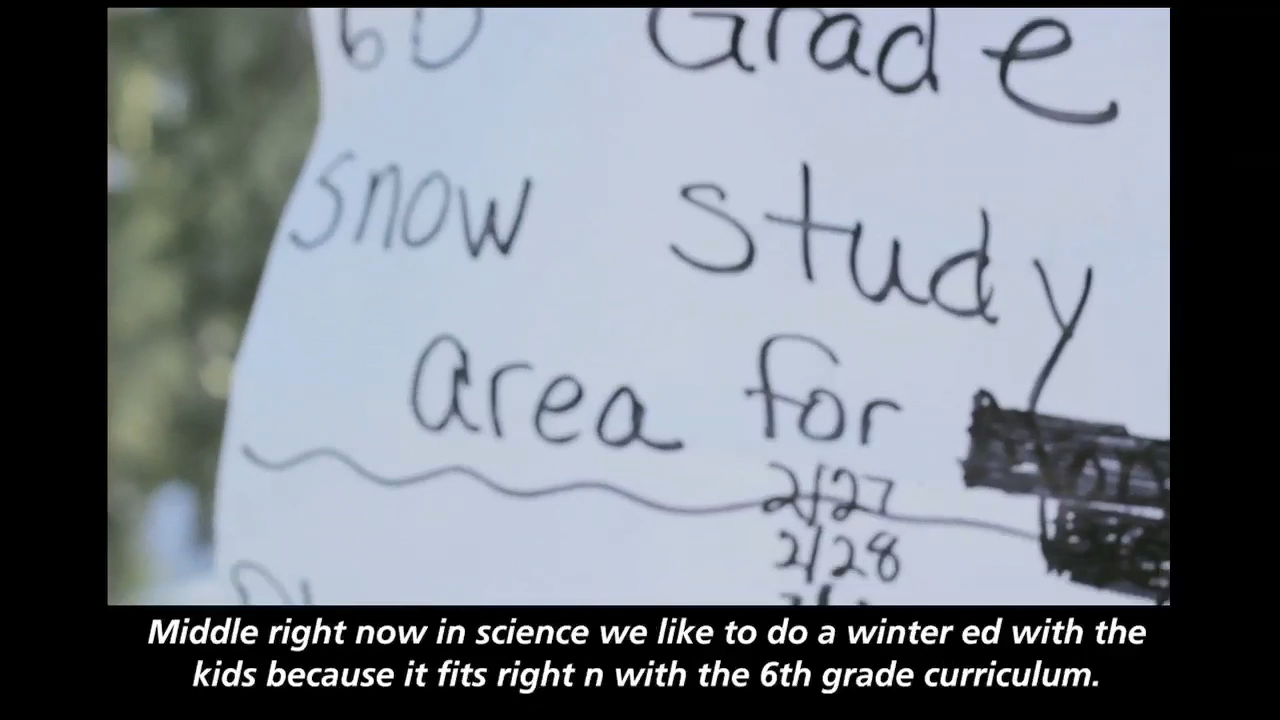 Grade
snow study
area for
2/27
2/28
Middle right now in science we like to do a winter ed with the
kids because it fits right n with the 6th grade curriculum.